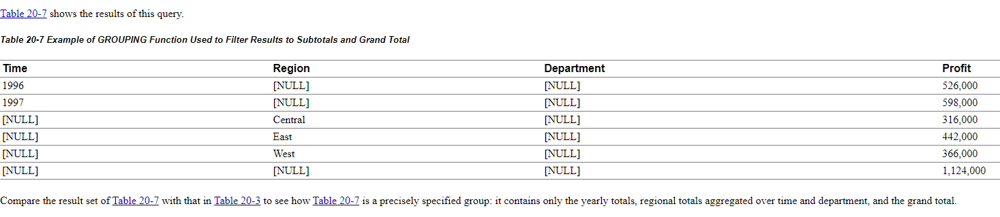 Table 20-7 shows the results of this query.
Table 20-7 Example of GROUPING Function Used to Filter Results to Subtotals and Grand Total
Time Region Department Profit
1996 [NULL] [NULL] 526,000
1997 [NULL] [NULL] 598,000
[NULL] Central [NULL] 316,000
[NULL] East [NULL] 442,000
[NULL] West [NULL] 366,000
[NULL] [NULL] [NULL] 1,124,000
Compare the result set of Table 20-7 with that in Table 20-3 to see how Table 20-7 is a precisely specified group: it contains only the yearly totals, regional totals aggregated over time and department, and the grand total.